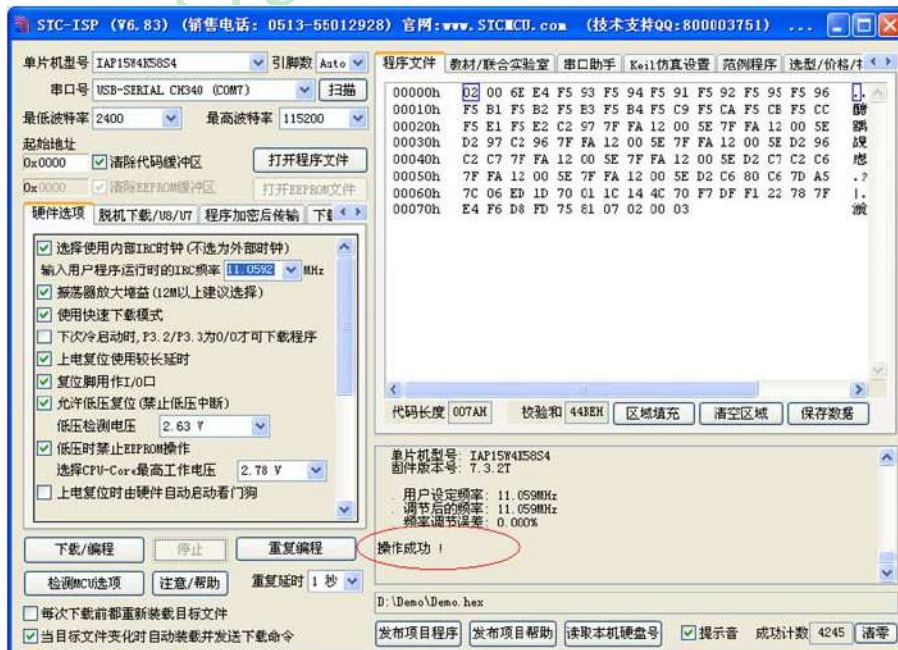 STC-ISP (V6.83) (销售电话: 0513-55012928) 官网:www.STCMCU.com (技术支持QQ:800003751) ...
单片机型号 IAP15W4K58S4 引脚数 Auto
串口号 USB-SERIAL CH340 (COM7) 扫描
最低波特率 2400 最高波特率 115200
起始地址
0x0000 清除代码缓冲区 打开程序文件
0x0000 清除EEPROM缓冲区 打开EEPROM文件
硬件选项 脱机下载/U8/U7 程序加密后传输
选择使用内部IRC时钟(不选为外部时钟)
输入用户程序运行时的IRC频率 11.0592 MHz
振荡器放大增益(12M以上建议选择)
使用快速下载模式
下次冷启动时,P3.2/P3.3为0/0才可下载程序
上电复位使用较长延时
复位脚用作I/O口
允许低压复位(禁止低压中断)
低压检测电压 2.63 V
低压时禁止EEPROM操作
选择CPU-Core最高工作电压 2.78 V
上电复位时由硬件自动启动看门狗
下载/编程 停止 重复编程
检测MCU选项 注意/帮助 重复延时 1 秒
每次下载前都重新装载目标文件
当目标文件变化时自动装载并发送下载命令
程序文件 教材/联合实验室 串口助手 Keil仿真设置 范例程序 选型/价格/
00000h 02 00 6E E4 F5 93 F5 94 F5 91 F5 92 F5 95 F5 96
00010h F5 B1 F5 B2 F5 B3 F5 B4 F5 C9 F5 CA F5 CB F5 CC
00020h F5 E1 F5 E2 C2 97 7F FA 12 00 5E 7F FA 12 00 5E
00030h D2 97 C2 96 7F FA 12 00 5E 7F FA 12 00 5E D2 96
00040h C2 C7 7F FA 12 00 5E 7F FA 12 00 5E D2 C7 C2 C6
00050h 7F FA 12 00 5E 7F FA 12 00 5E D2 C6 80 C6 7D A5
00060h 7C 06 ED 1D 70 01 1C 14 4C 70 F7 DF F1 22 78 7F
00070h E4 F6 D8 FD 75 81 07 02 00 03
代码长度 007AH 校验和 44BEH 区域填充 清空区域 保存数据
单片机型号: IAP15W4K58S4
固件版本号: 7.3.2T
. 用户设定频率: 11.059MHz
. 调节后的频率: 11.059MHz
. 频率调节误差: 0.000%
操作成功 !
D:\Demo\Demo.hex
发布项目程序 发布项目帮助 读取本机硬盘号 提示音 成功计数 4245 清零